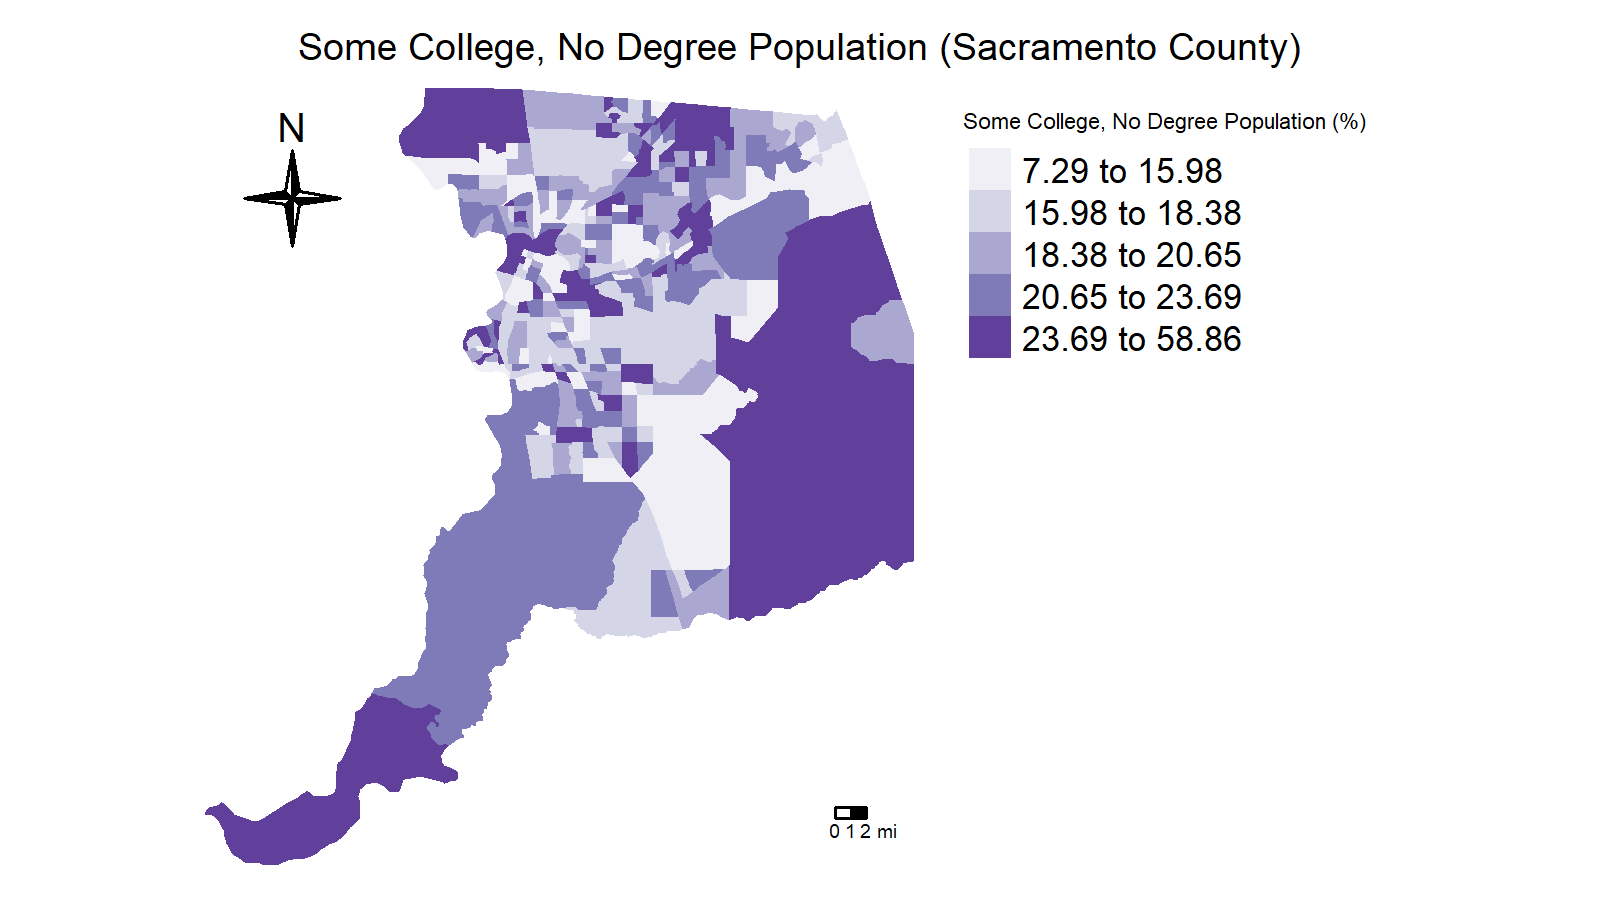 Some College, No Degree Population (Sacramento County)
N
Some College, No Degree Population (%)
7.29 to 15.98
15.98 to 18.38
18.38 to 20.65
20.65 to 23.69
23.69 to 58.86
0 1 2 mi